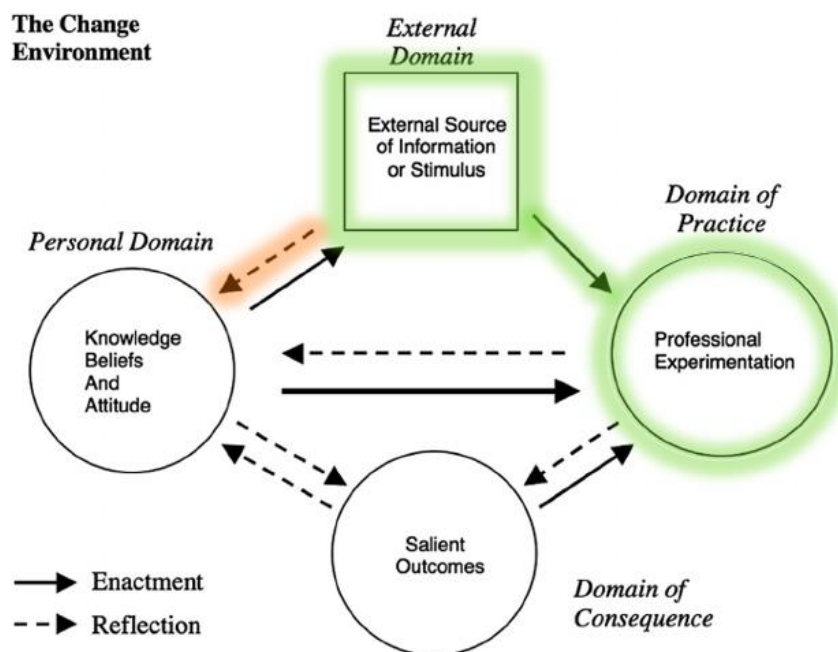 The Change
Environment
External
Domain
External Source
of Information
or Stimulus
Domain of
Practice
Personal Domain
Knowledge
Beliefs
And
Attitude
Professional
Experimentation
Salient
Outcomes
Enactment
Reflection
Domain of
Consequence